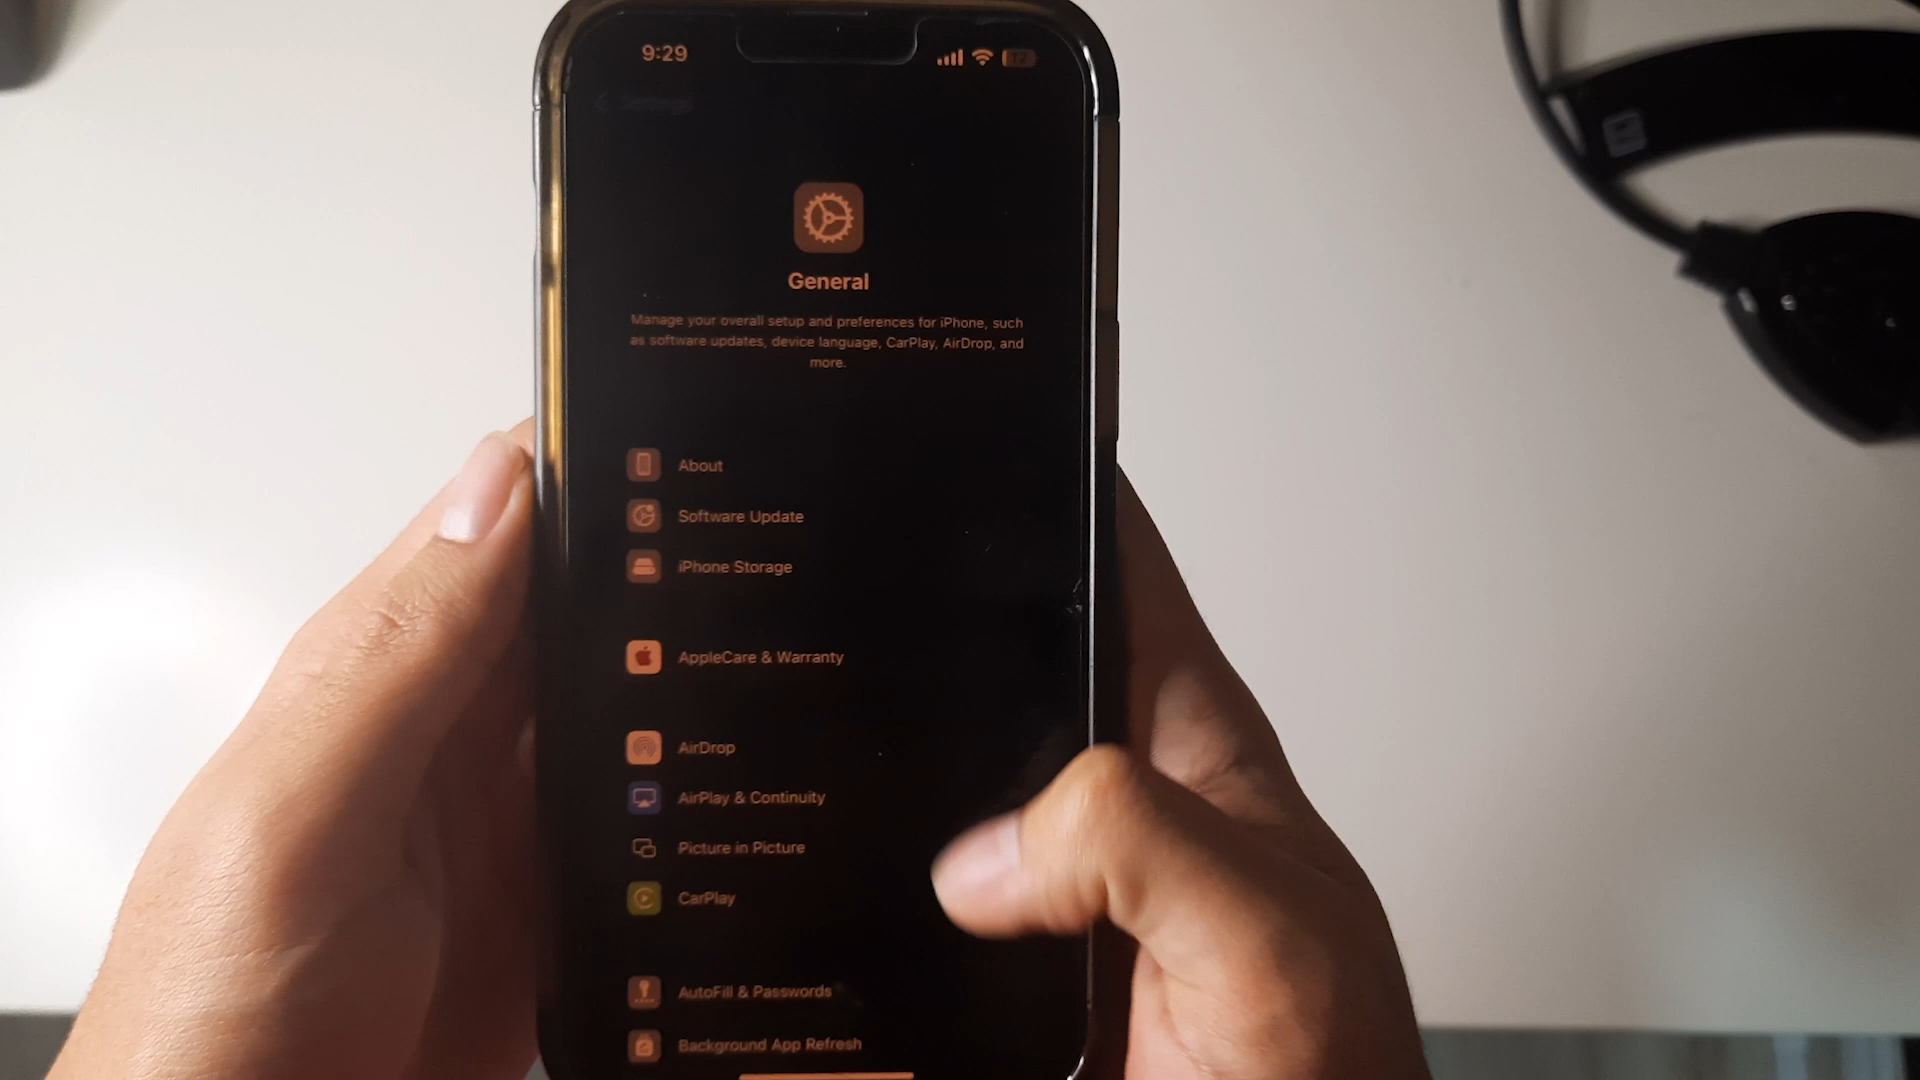 9:29
72
General
Manage your overall setup and preferences for iPhone, such
as software updates, device language, CarPlay, AirDrop, and
more.
About
Software Update
iPhone Storage
AppleCare & Warranty
AirDrop
AirPlay & Continuity
Picture in Picture
CarPlay
AutoFill & Passwords
Background App Refresh